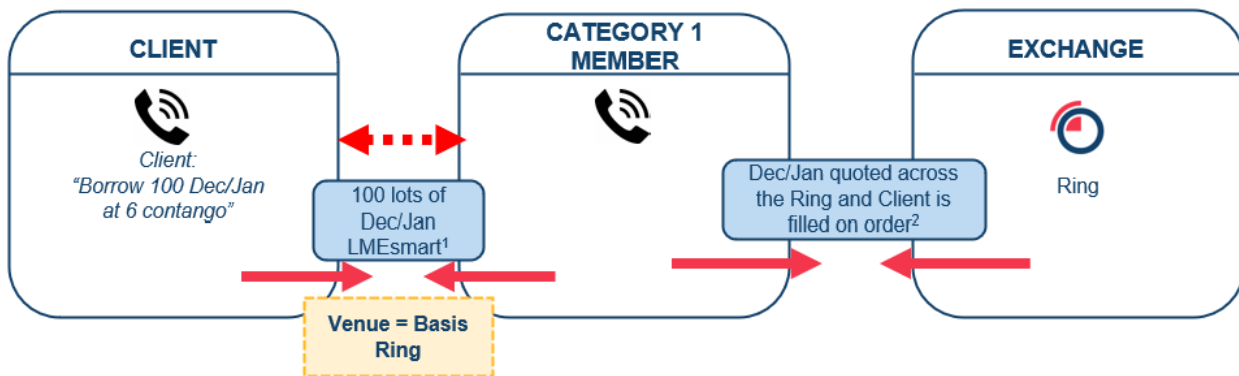 CLIENT
Client:
"Borrow 100 Dec/Jan
at 6 contango"
100 lots of
Dec/Jan
LMEsmart¹
Venue = Basis
Ring
CATEGORY 1
MEMBER
Dec/Jan quoted across
the Ring and Client is
filled on order²
EXCHANGE
Ring